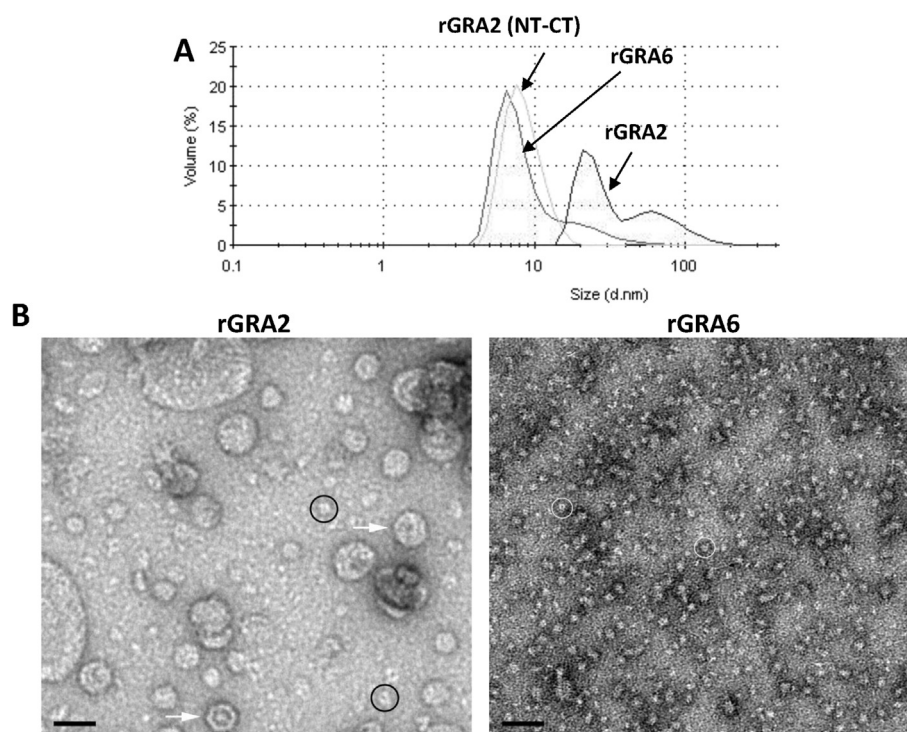 rGRA2 (NT-CT)
A
rGRA6
rGRA2
Volume (%)
25
20
15
10
5
0
0.1 1 10 100
Size (d.nm)
B
rGRA2 rGRA6